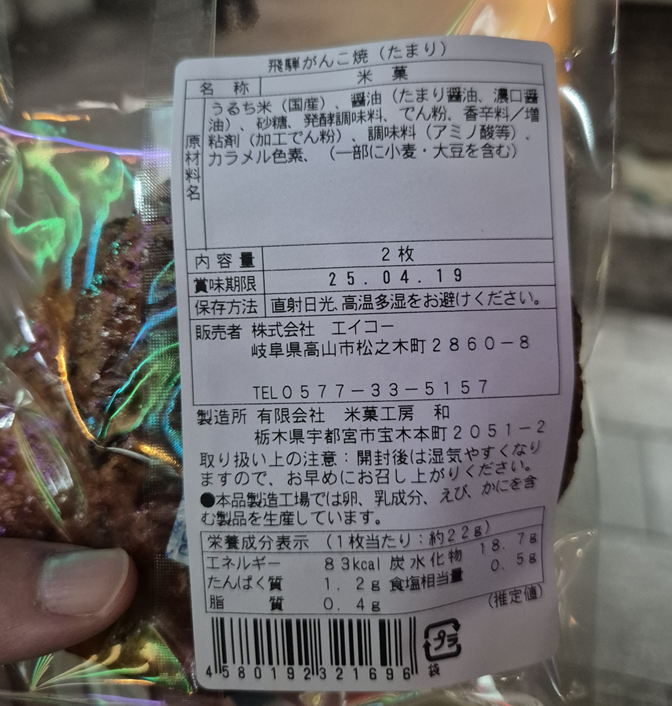 飛騨がんこ焼（たまり）
名 称 米 菓
原材料名 うるち米（国産）、醤油（たまり醤油、濃口醤
油）、砂糖、発酵調味料、でん粉、香辛料／増
粘剤（加工でん粉）、調味料（アミノ酸等）、
カラメル色素、（一部に小麦・大豆を含む）
内 容 量 2枚
賞味期限 25.04.19
保存方法 直射日光、高温多湿をお避けください。
販売者 株式会社 エイコー
岐阜県高山市松之木町2860-8
TEL0577-33-5157
製造所 有限会社 米菓工房 和
栃木県宇都宮市宝木本町2051-2
取り扱い上の注意：開封後は湿気やすくなり
ますので、お早めにお召し上がりください。
●本品製造工場では卵、乳成分、えび、かにを含
む製品を生産しています。
栄養成分表示（1枚当たり：約22g）
エネルギー 83kcal 炭水化物 18.7g
たんぱく質 1.2g 食塩相当量 0.5g
脂 質 0.4g （推定値）
4580192321696
プラ
袋